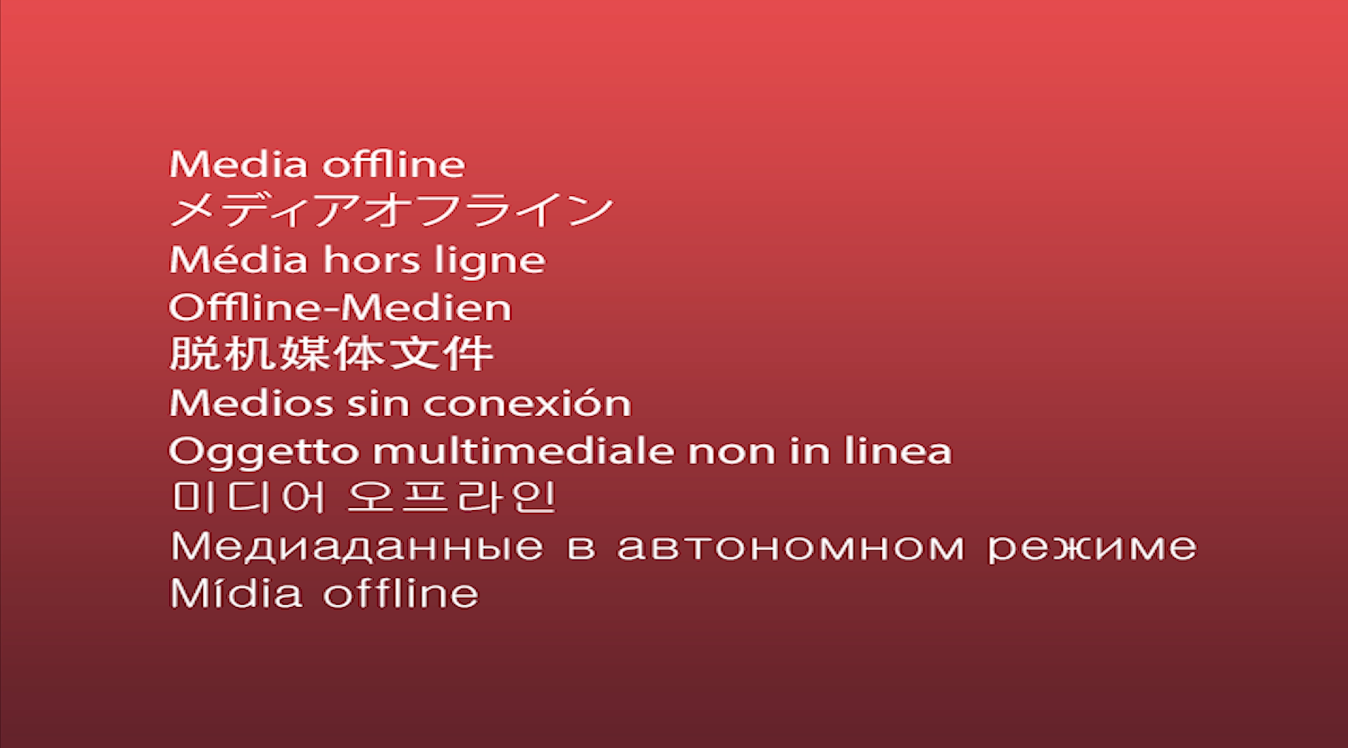 Media offline
メディアオフライン
Média hors ligne
Offline-Medien
脱机媒体文件
Medios sin conexión
Oggetto multimediale non in linea
미디어 오프라인
Медиаданные в автономном режиме
Mídia offline